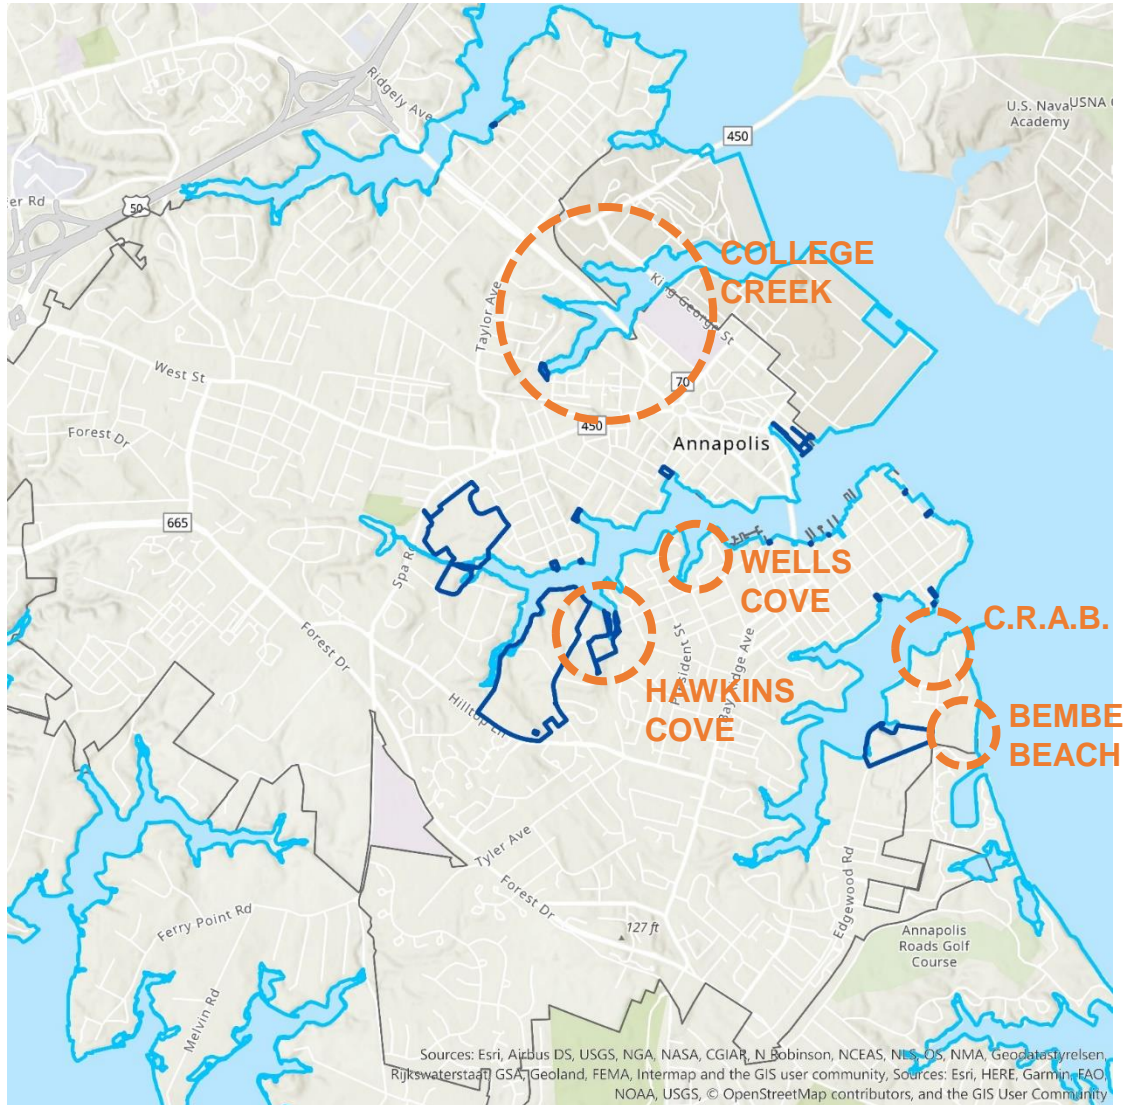 Ridgely Ave
450
U.S. Naval
Academy
USNA
50
COLLEGE
CREEK
King George St
Taylor Ave
West St
70
450
Forest Dr
Annapolis
665
Spa Rd
WELLS
COVE
C.R.A.B.
Forest Dr
President St
Bay Ridge Ave
HAWKINS
COVE
Hilltop Ln
BEMBE
BEACH
Tyler Ave
Edgewood Rd
Forest Dr
Ferry Point Rd
127 ft
Annapolis
Roads Golf
Course
Melvin Rd
Sources: Esri, Airbus DS, USGS, NGA, NASA, CGIAR, N Robinson, NCEAS, NLS, OS, NMA, Geodatastyrelsen,
Rijkswaterstaat, GSA, Geoland, FEMA, Intermap and the GIS user community, Sources: Esri, HERE, Garmin, FAO,
NOAA, USGS, © OpenStreetMap contributors, and the GIS User Community